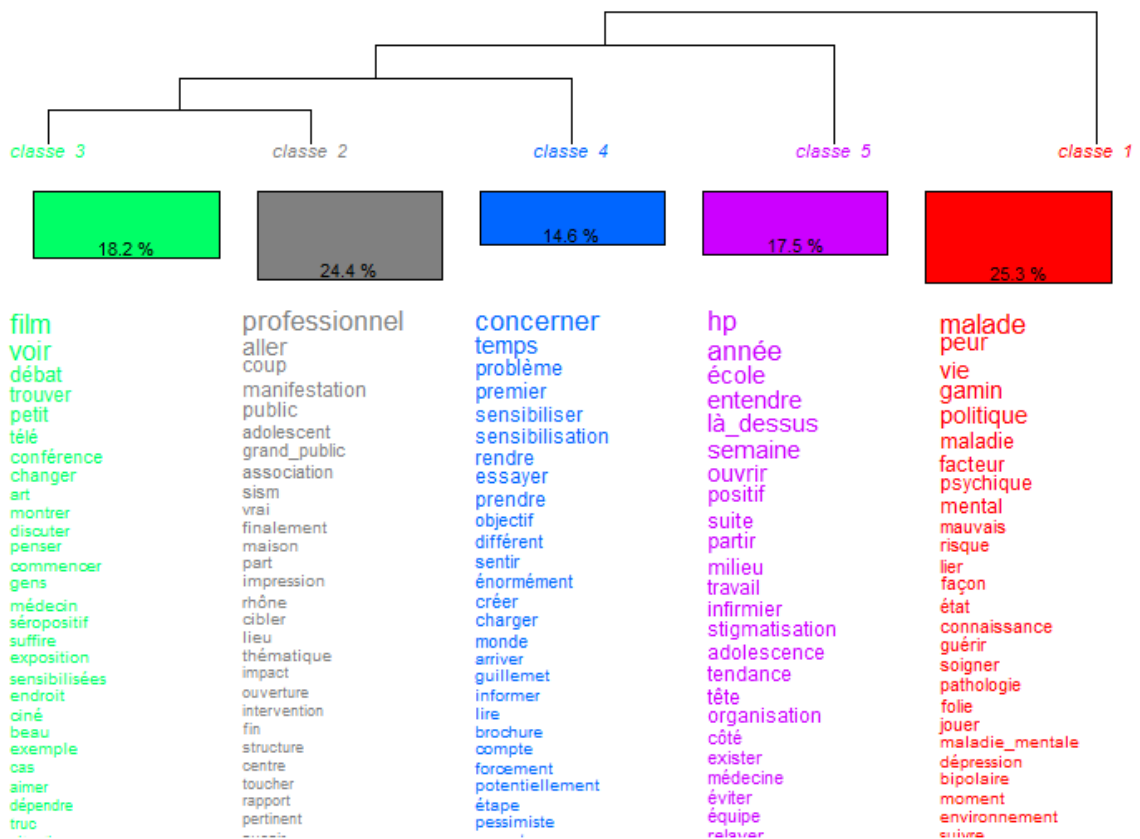 classe 3
classe 2
classe 4
classe 5
classe 1
18.2 %
24.4 %
14.6 %
17.5 %
25.3 %
film
voir
débat
trouver
petit
télé
conférence
changer
art
montrer
discuter
penser
commencer
gens
médecin
séropositif
suffire
exposition
sensibilisées
endroit
ciné
beau
exemple
cas
aimer
dépendre
truc
professionnel
aller
coup
manifestation
public
adolescent
grand_public
association
sism
vrai
finalement
maison
part
impression
rhône
cibler
lieu
thématique
impact
ouverture
intervention
fin
structure
centre
toucher
rapport
pertinent
concerner
temps
problème
premier
sensibiliser
sensibilisation
rendre
essayer
prendre
objectif
différent
sentir
énormément
créer
charger
monde
arriver
guillemet
informer
lire
brochure
compte
forcement
potentiellement
étape
pessimiste
hp
année
école
entendre
là_dessus
semaine
ouvrir
positif
suite
partir
milieu
travail
infirmier
stigmatisation
adolescence
tendance
tête
organisation
côté
exister
médecine
éviter
équipe
relayer
malade
peur
vie
gamin
politique
maladie
facteur
psychique
mental
mauvais
risque
lier
façon
état
connaissance
guérir
soigner
pathologie
folie
jouer
maladie_mentale
dépression
bipolaire
moment
environnement
suivre